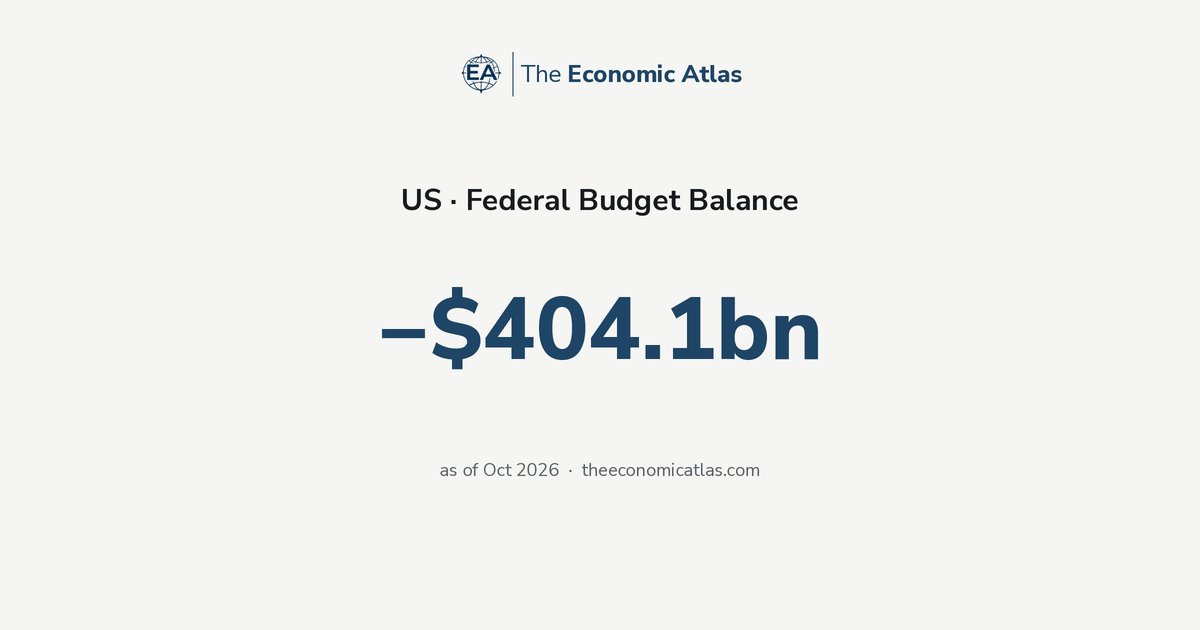 EA The Economic Atlas
US · Federal Budget Balance
−$404.1bn
as of Oct 2026 · theeconomicatlas.com